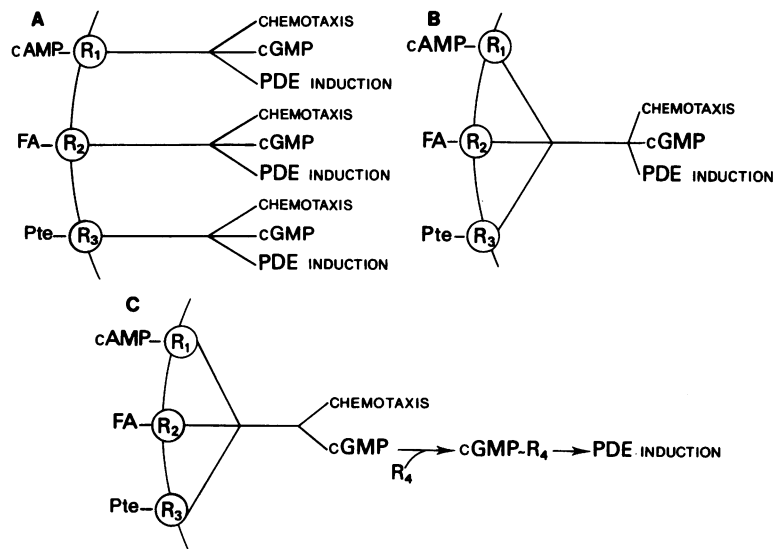 A
cAMP– R1
CHEMOTAXIS
cGMP
PDE INDUCTION
FA– R2
CHEMOTAXIS
cGMP
PDE INDUCTION
Pte– R3
CHEMOTAXIS
cGMP
PDE INDUCTION
B
cAMP– R1
FA– R2
Pte– R3
CHEMOTAXIS
cGMP
PDE INDUCTION
C
cAMP– R1
FA– R2
Pte– R3
CHEMOTAXIS
cGMP → cGMP-R4 → PDE INDUCTION
R4